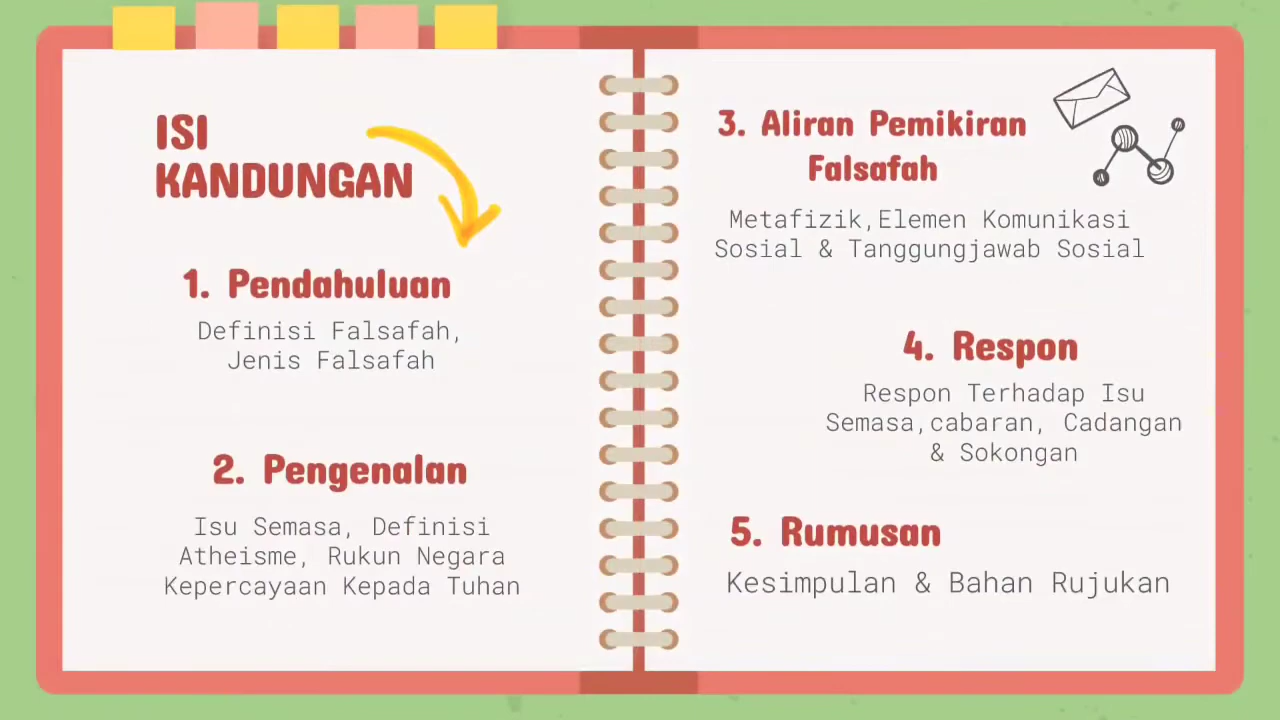 ISI
KANDUNGAN
1. Pendahuluan
Definisi Falsafah,
Jenis Falsafah
2. Pengenalan
Isu Semasa, Definisi
Atheisme, Rukun Negara
Kepercayaan Kepada Tuhan
3. Aliran Pemikiran
Falsafah
Metafizik,Elemen Komunikasi
Sosial & Tanggungjawab Sosial
4. Respon
Respon Terhadap Isu
Semasa,cabaran, Cadangan
& Sokongan
5. Rumusan
Kesimpulan & Bahan Rujukan